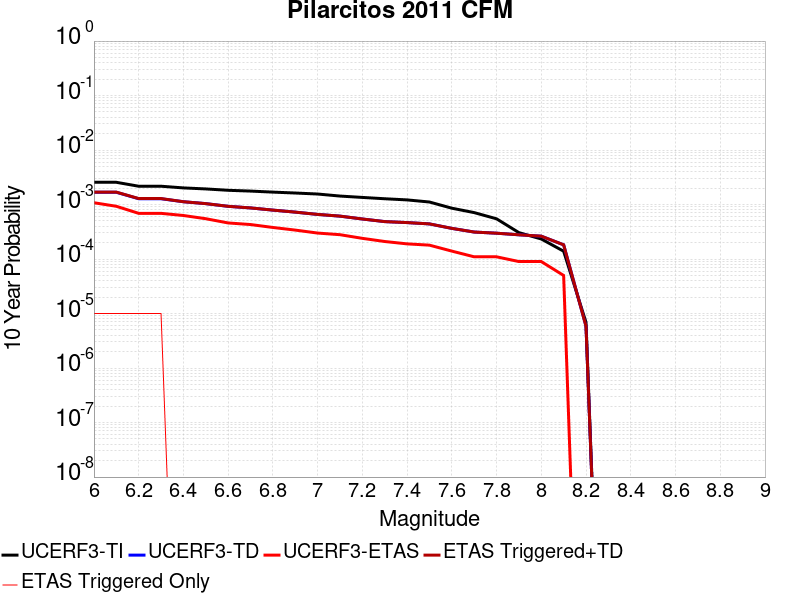 Pilarcitos 2011 CFM
10 Year Probability
10^0
10^-1
10^-2
10^-3
10^-4
10^-5
10^-6
10^-7
10^-8
6 6.2 6.4 6.6 6.8 7 7.2 7.4 7.6 7.8 8 8.2 8.4 8.6 8.8 9
Magnitude
UCERF3-TI UCERF3-TD UCERF3-ETAS ETAS Triggered+TD
ETAS Triggered Only